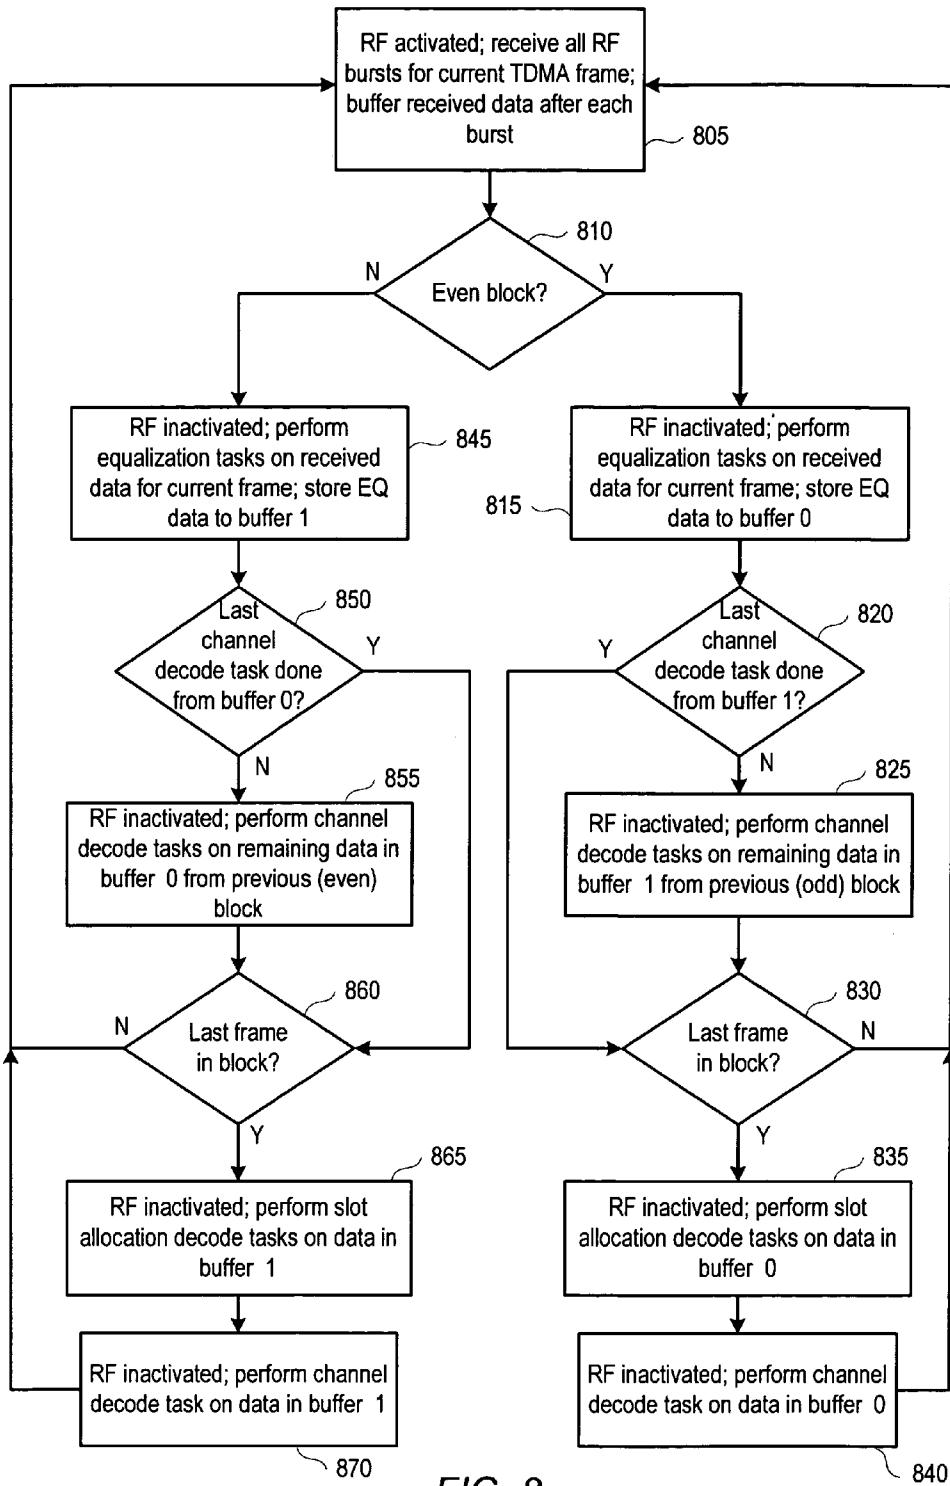 RF activated; receive all RF
bursts for current TDMA frame;
buffer received data after each
burst
805
810
N
Y
Even block?
RF inactivated; perform
equalization tasks on received
data for current frame; store EQ
data to buffer 1
845
RF inactivated; perform
equalization tasks on received
data for current frame; store EQ
data to buffer 0
815
850
Last
channel
decode task done
from buffer 0?
Y
N
820
Last
channel
decode task done
from buffer 1?
Y
N
855
RF inactivated; perform channel
decode tasks on remaining data in
buffer 0 from previous (even)
block
825
RF inactivated; perform channel
decode tasks on remaining data in
buffer 1 from previous (odd) block
860
N
Last frame
in block?
Y
830
N
Last frame
in block?
Y
865
RF inactivated; perform slot
allocation decode tasks on data in
buffer 1
835
RF inactivated; perform slot
allocation decode tasks on data in
buffer 0
RF inactivated; perform channel
decode task on data in buffer 1
870
RF inactivated; perform channel
decode task on data in buffer 0
840